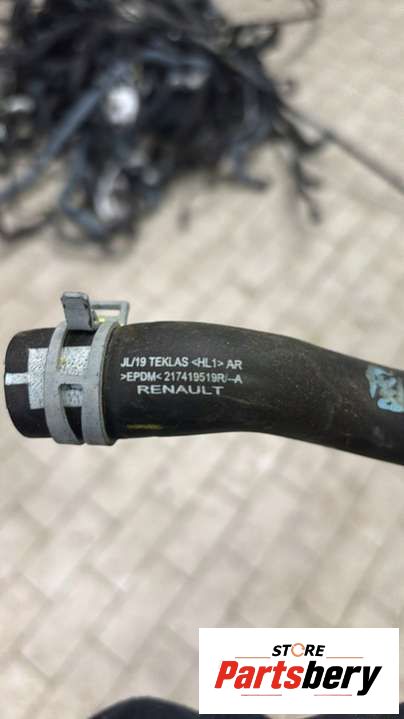 JL/19 TEKLAS <HL1> AR
>EPDM< 217419519R/--A
RENAULT
STORE
Partsbery